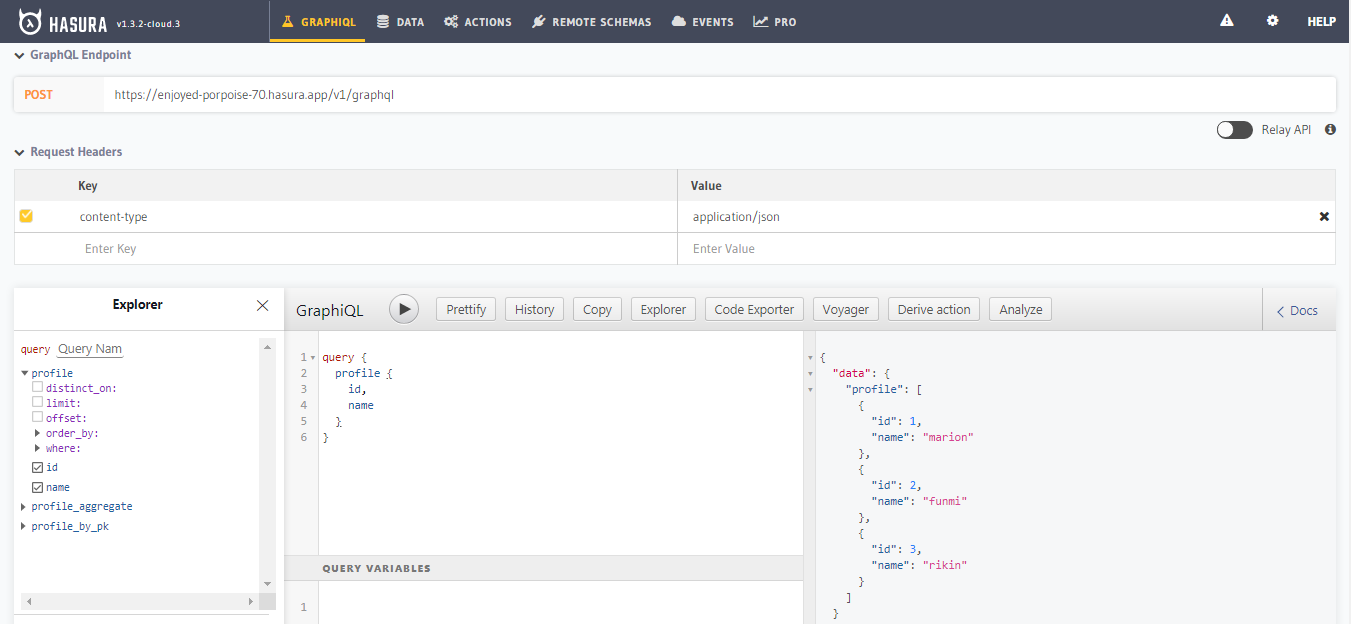 HASURA v1.3.2-cloud.3 GRAPHIQL DATA ACTIONS REMOTE SCHEMAS EVENTS PRO HELP
GraphQL Endpoint
POST https://enjoyed-porpoise-70.hasura.app/v1/graphql
Relay API
Request Headers
Key Value
content-type application/json
Enter Key Enter Value
Explorer
query Query Nam
profile
distinct_on:
limit:
offset:
order_by:
where:
id
name
profile_aggregate
profile_by_pk
GraphiQL Prettify History Copy Explorer Code Exporter Voyager Derive action Analyze Docs
1 query {
2 profile {
3 id,
4 name
5 }
6 }
QUERY VARIABLES
1
{
"data": {
"profile": [
{
"id": 1,
"name": "marion"
},
{
"id": 2,
"name": "funmi"
},
{
"id": 3,
"name": "rikin"
}
]
}